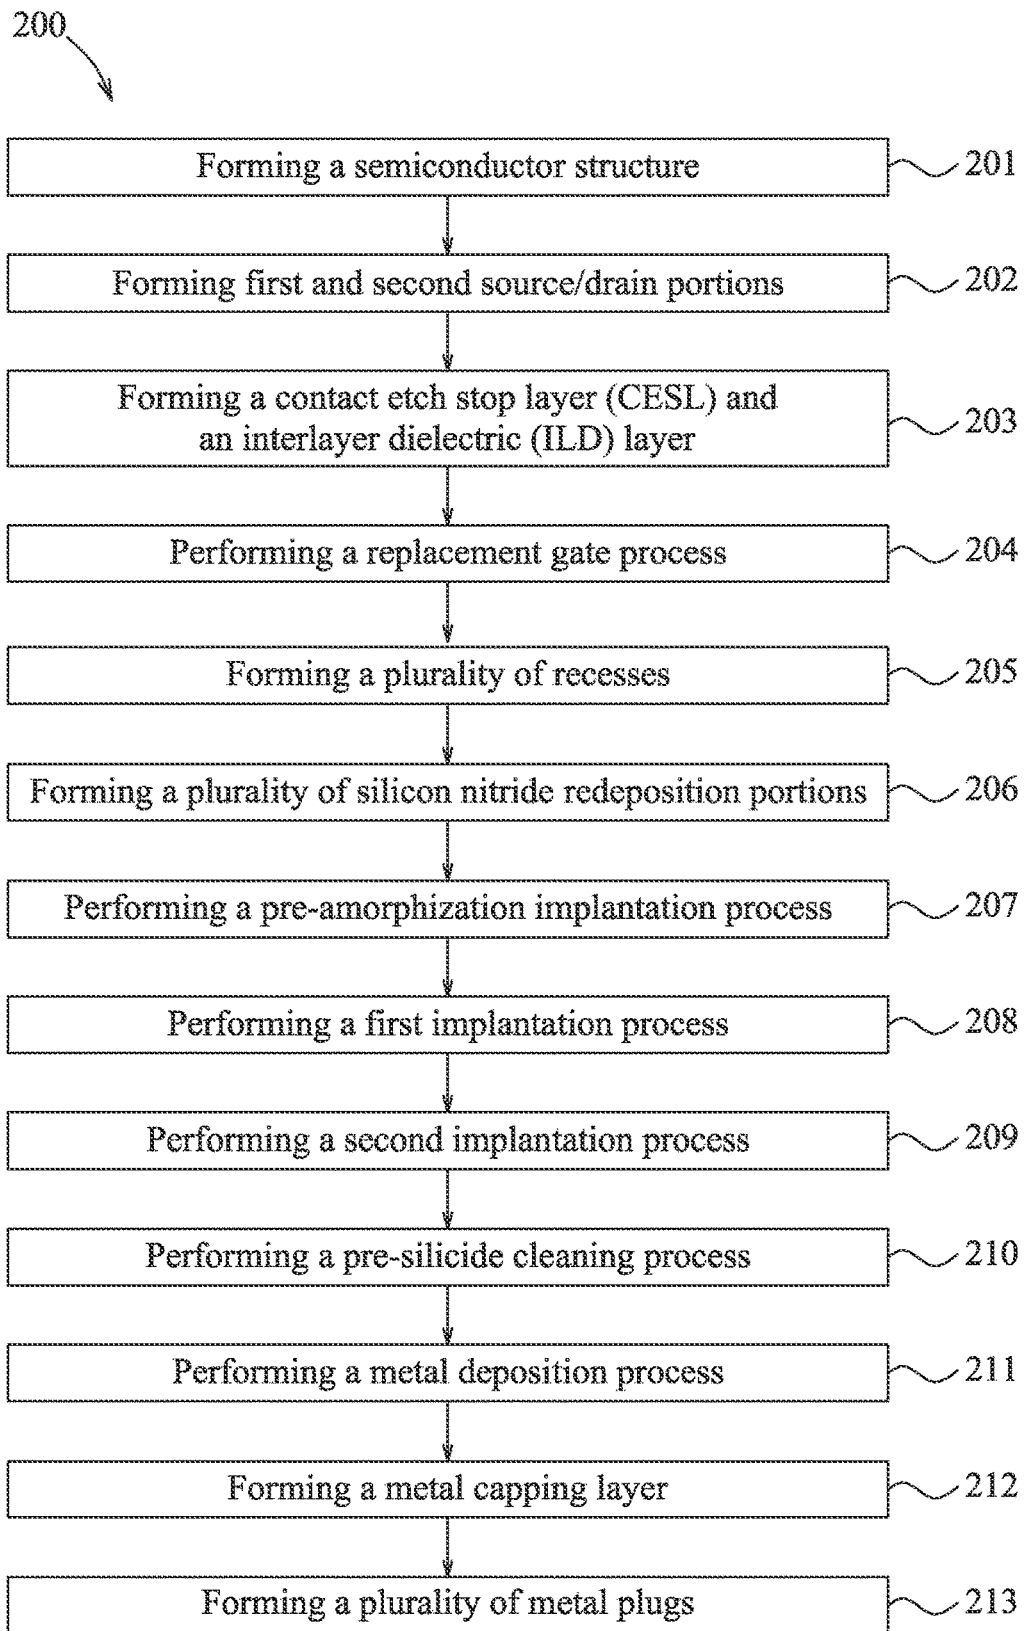 200
Forming a semiconductor structure 201
Forming first and second source/drain portions 202
Forming a contact etch stop layer (CESL) and
an interlayer dielectric (ILD) layer 203
Performing a replacement gate process 204
Forming a plurality of recesses 205
Forming a plurality of silicon nitride redeposition portions 206
Performing a pre-amorphization implantation process 207
Performing a first implantation process 208
Performing a second implantation process 209
Performing a pre-silicide cleaning process 210
Performing a metal deposition process 211
Forming a metal capping layer 212
Forming a plurality of metal plugs 213